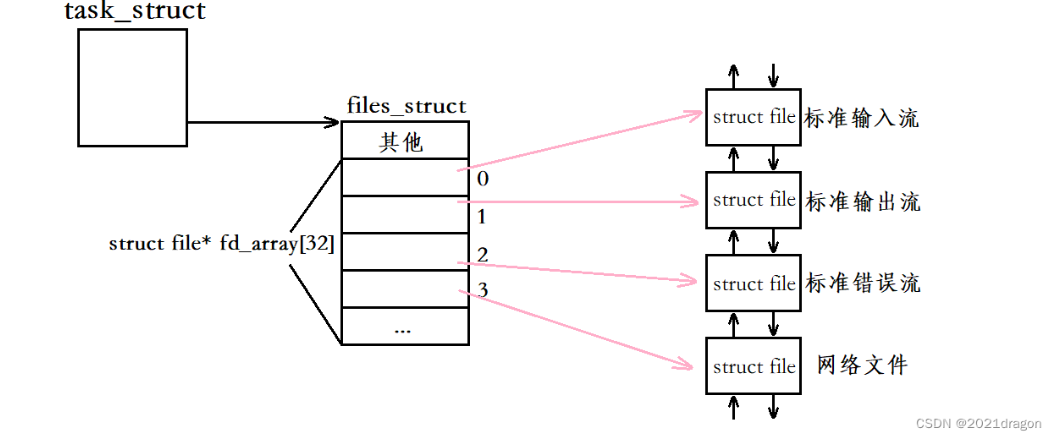 task_struct
files_struct
其他
0
1
2
3
...
struct file* fd_array[32]
struct file 标准输入流
struct file 标准输出流
struct file 标准错误流
struct file 网络文件
CSDN @2021dragon